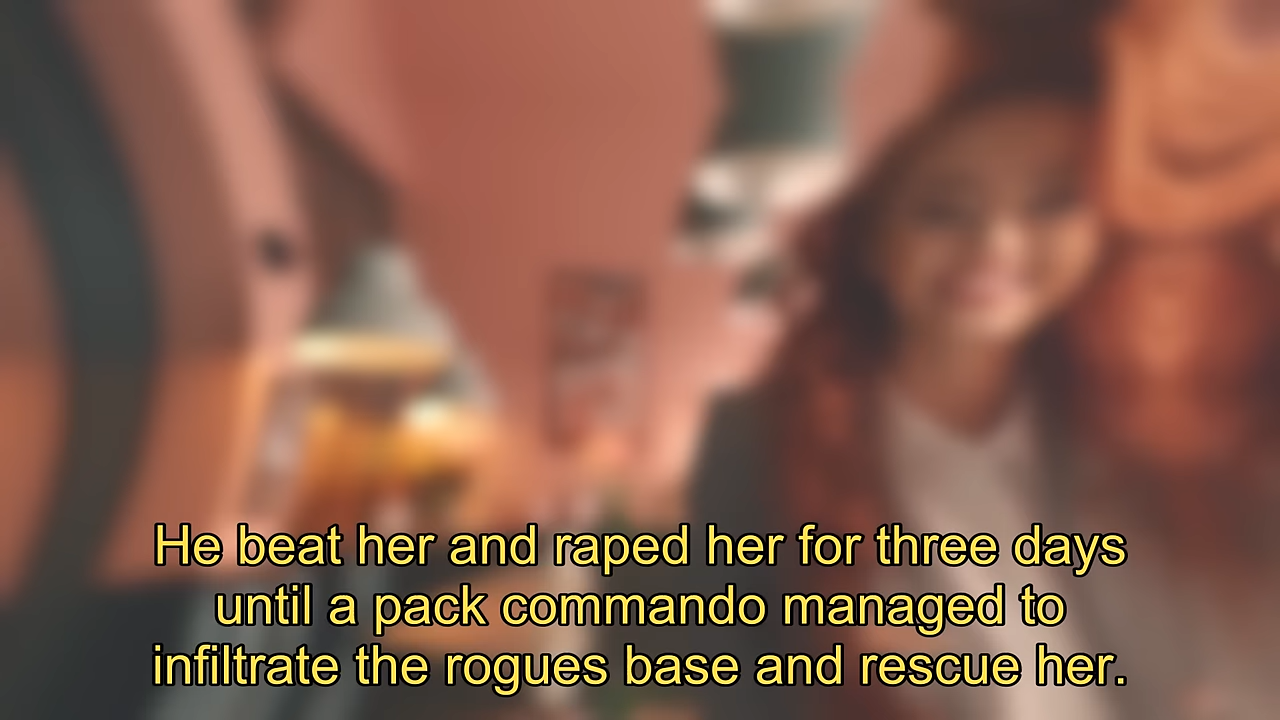 He beat her and raped her for three days
until a pack commando managed to
infiltrate the rogues base and rescue her.